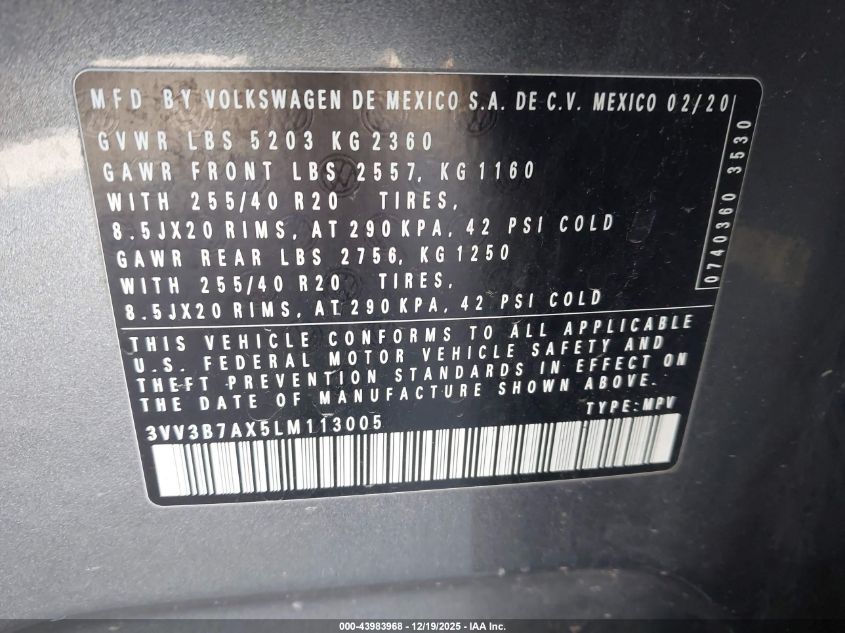 MFD BY VOLKSWAGEN DE MEXICO S.A. DE C.V. MEXICO 02/20
GVWR LBS 5203 KG 2360
GAWR FRONT LBS 2557, KG 1160
WITH 255/40 R20 TIRES,
8.5JX20 RIMS, AT 290 KPA, 42 PSI COLD
GAWR REAR LBS 2756, KG 1250
WITH 255/40 R20 TIRES,
8.5JX20 RIMS, AT 290 KPA, 42 PSI COLD
0740360 3530
THIS VEHICLE CONFORMS TO ALL APPLICABLE
U.S. FEDERAL MOTOR VEHICLE SAFETY AND
THEFT PREVENTION STANDARDS IN EFFECT ON
THE DATE OF MANUFACTURE SHOWN ABOVE.
3VV3B7AX5LM113005 TYPE: MPV
000-43983968 - 12/19/2025 - IAA Inc.